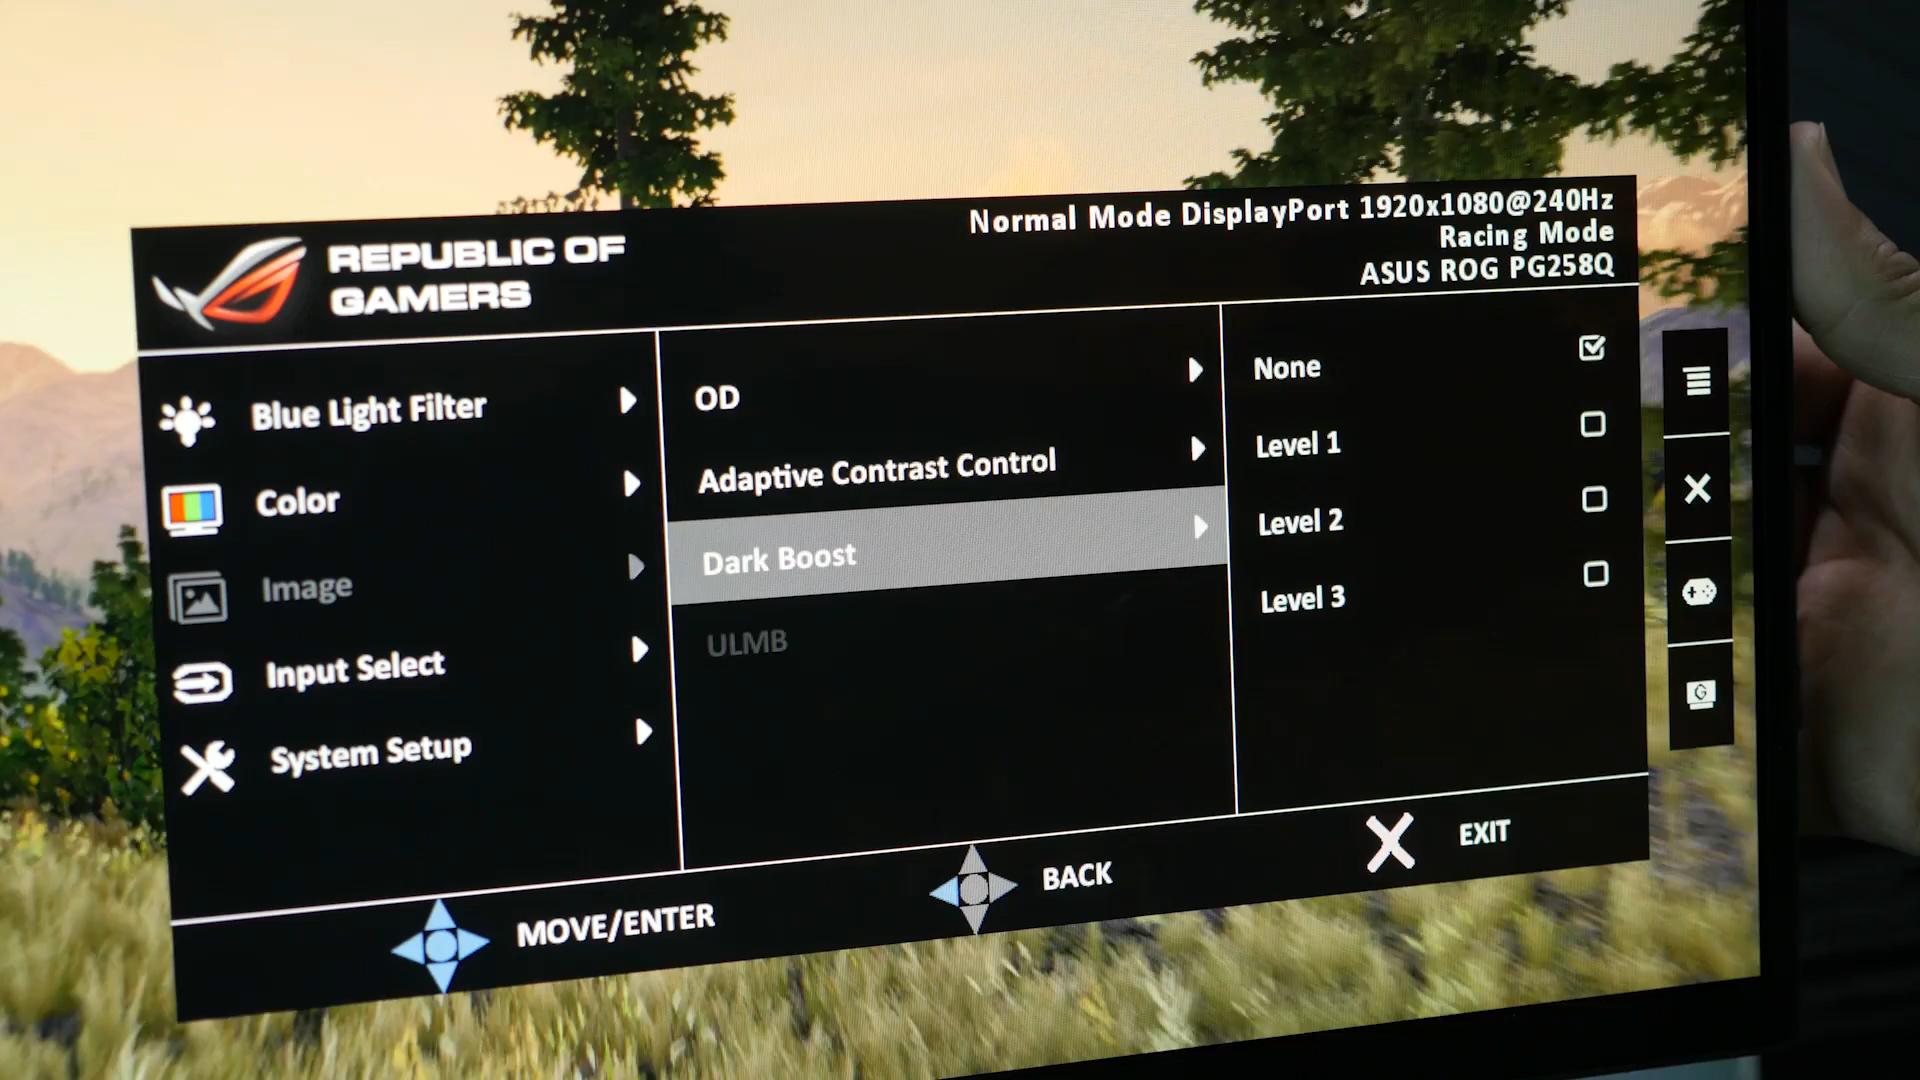 REPUBLIC OF
GAMERS
Normal Mode DisplayPort 1920x1080@240Hz
Racing Mode
ASUS ROG PG258Q
Blue Light Filter
Color
Image
Input Select
System Setup
OD
Adaptive Contrast Control
Dark Boost
ULMB
None
Level 1
Level 2
Level 3
MOVE/ENTER
BACK
EXIT
G